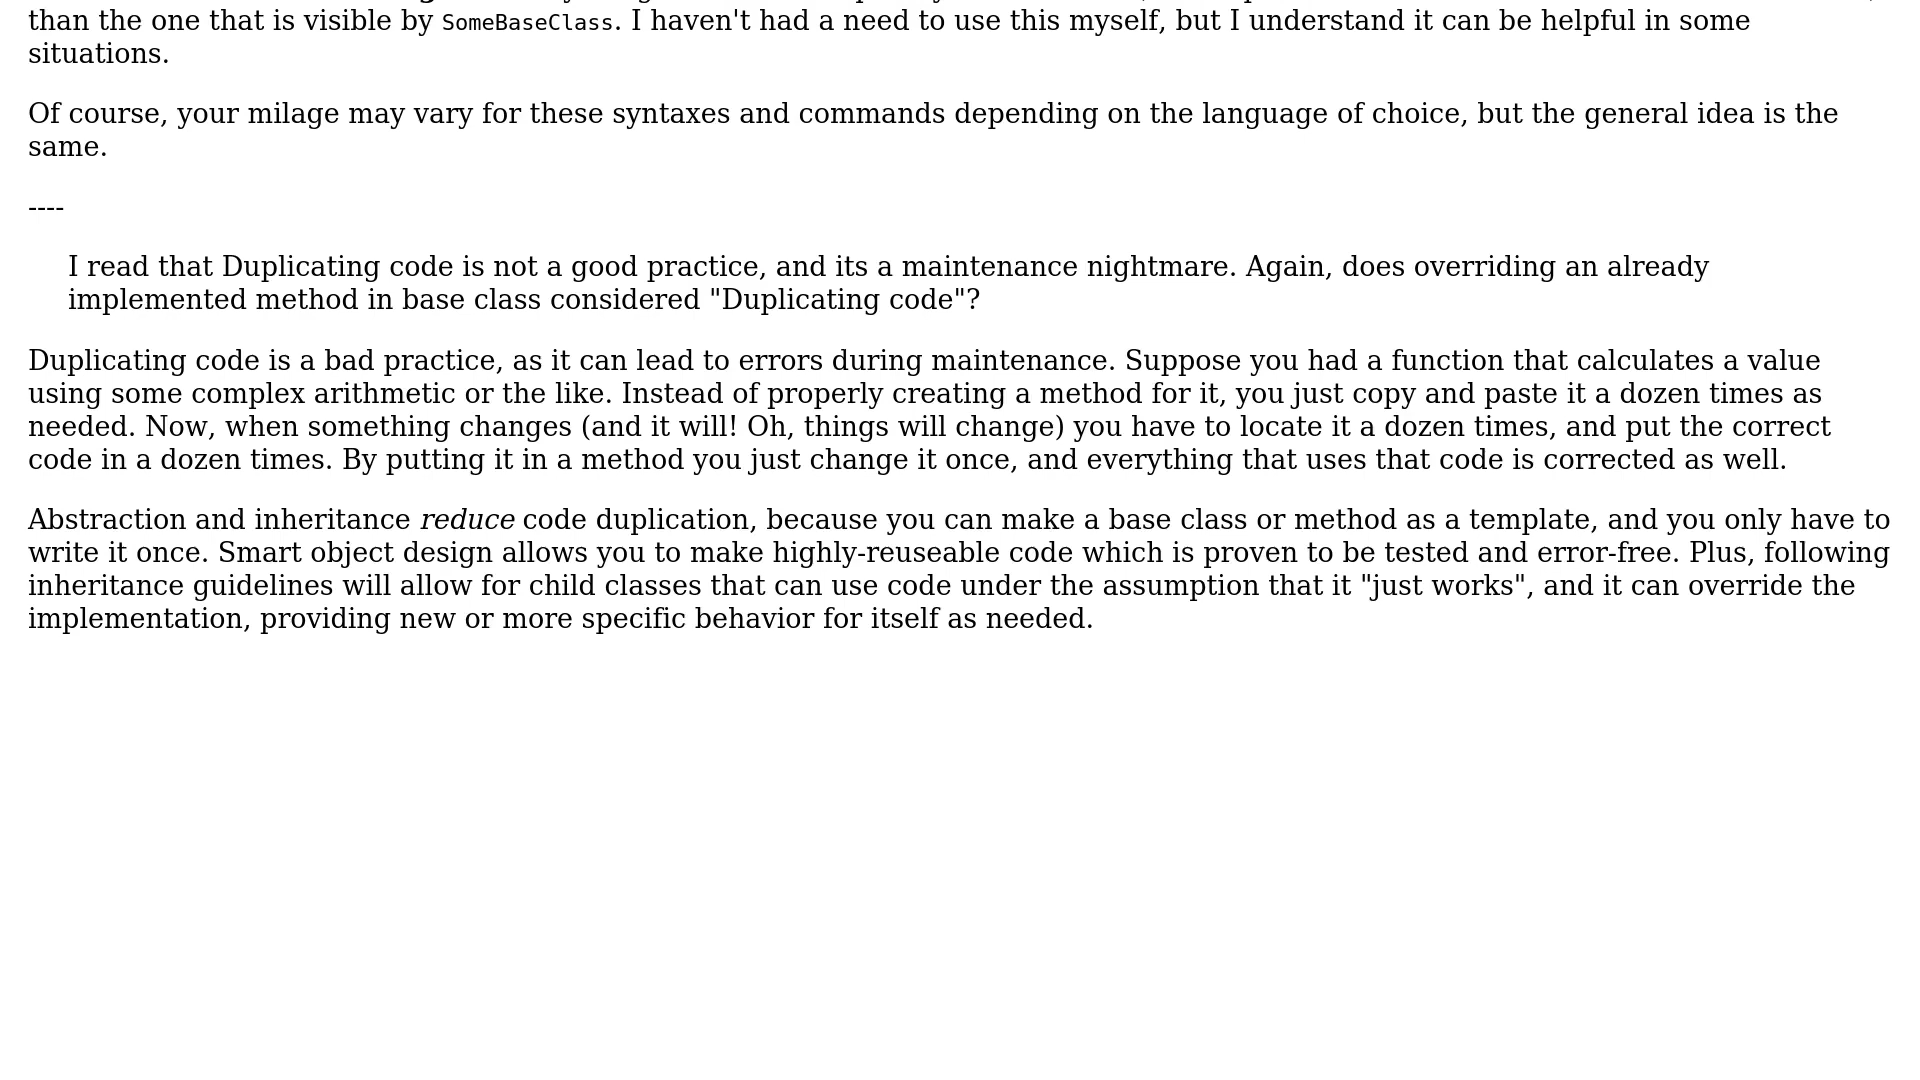 than the one that is visible by SomeBaseClass. I haven't had a need to use this myself, but I understand it can be helpful in some
situations.
Of course, your milage may vary for these syntaxes and commands depending on the language of choice, but the general idea is the
same.
----
I read that Duplicating code is not a good practice, and its a maintenance nightmare. Again, does overriding an already
implemented method in base class considered "Duplicating code"?
Duplicating code is a bad practice, as it can lead to errors during maintenance. Suppose you had a function that calculates a value
using some complex arithmetic or the like. Instead of properly creating a method for it, you just copy and paste it a dozen times as
needed. Now, when something changes (and it will! Oh, things will change) you have to locate it a dozen times, and put the correct
code in a dozen times. By putting it in a method you just change it once, and everything that uses that code is corrected as well.
Abstraction and inheritance reduce code duplication, because you can make a base class or method as a template, and you only have to
write it once. Smart object design allows you to make highly-reuseable code which is proven to be tested and error-free. Plus, following
inheritance guidelines will allow for child classes that can use code under the assumption that it "just works", and it can override the
implementation, providing new or more specific behavior for itself as needed.